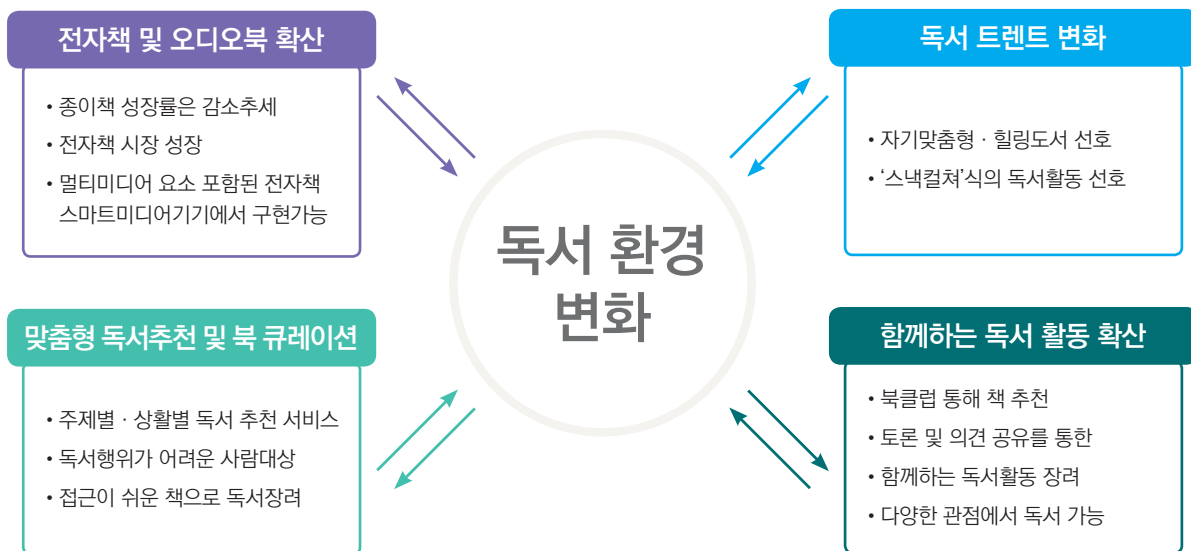 전자책 및 오디오북 확산
• 종이책 성장률은 감소추세
• 전자책 시장 성장
• 멀티미디어 요소 포함된 전자책
스마트미디어기기에서 구현가능
독서 트렌트 변화
• 자기맞춤형 · 힐링도서 선호
• ‘스낵컬쳐’식의 독서활동 선호
독서 환경
변화
맞춤형 독서추천 및 북 큐레이션
• 주제별 · 상활별 독서 추천 서비스
• 독서행위가 어려운 사람대상
• 접근이 쉬운 책으로 독서장려
함께하는 독서 활동 확산
• 북클럽 통해 책 추천
• 토론 및 의견 공유를 통한
• 함께하는 독서활동 장려
• 다양한 관점에서 독서 가능